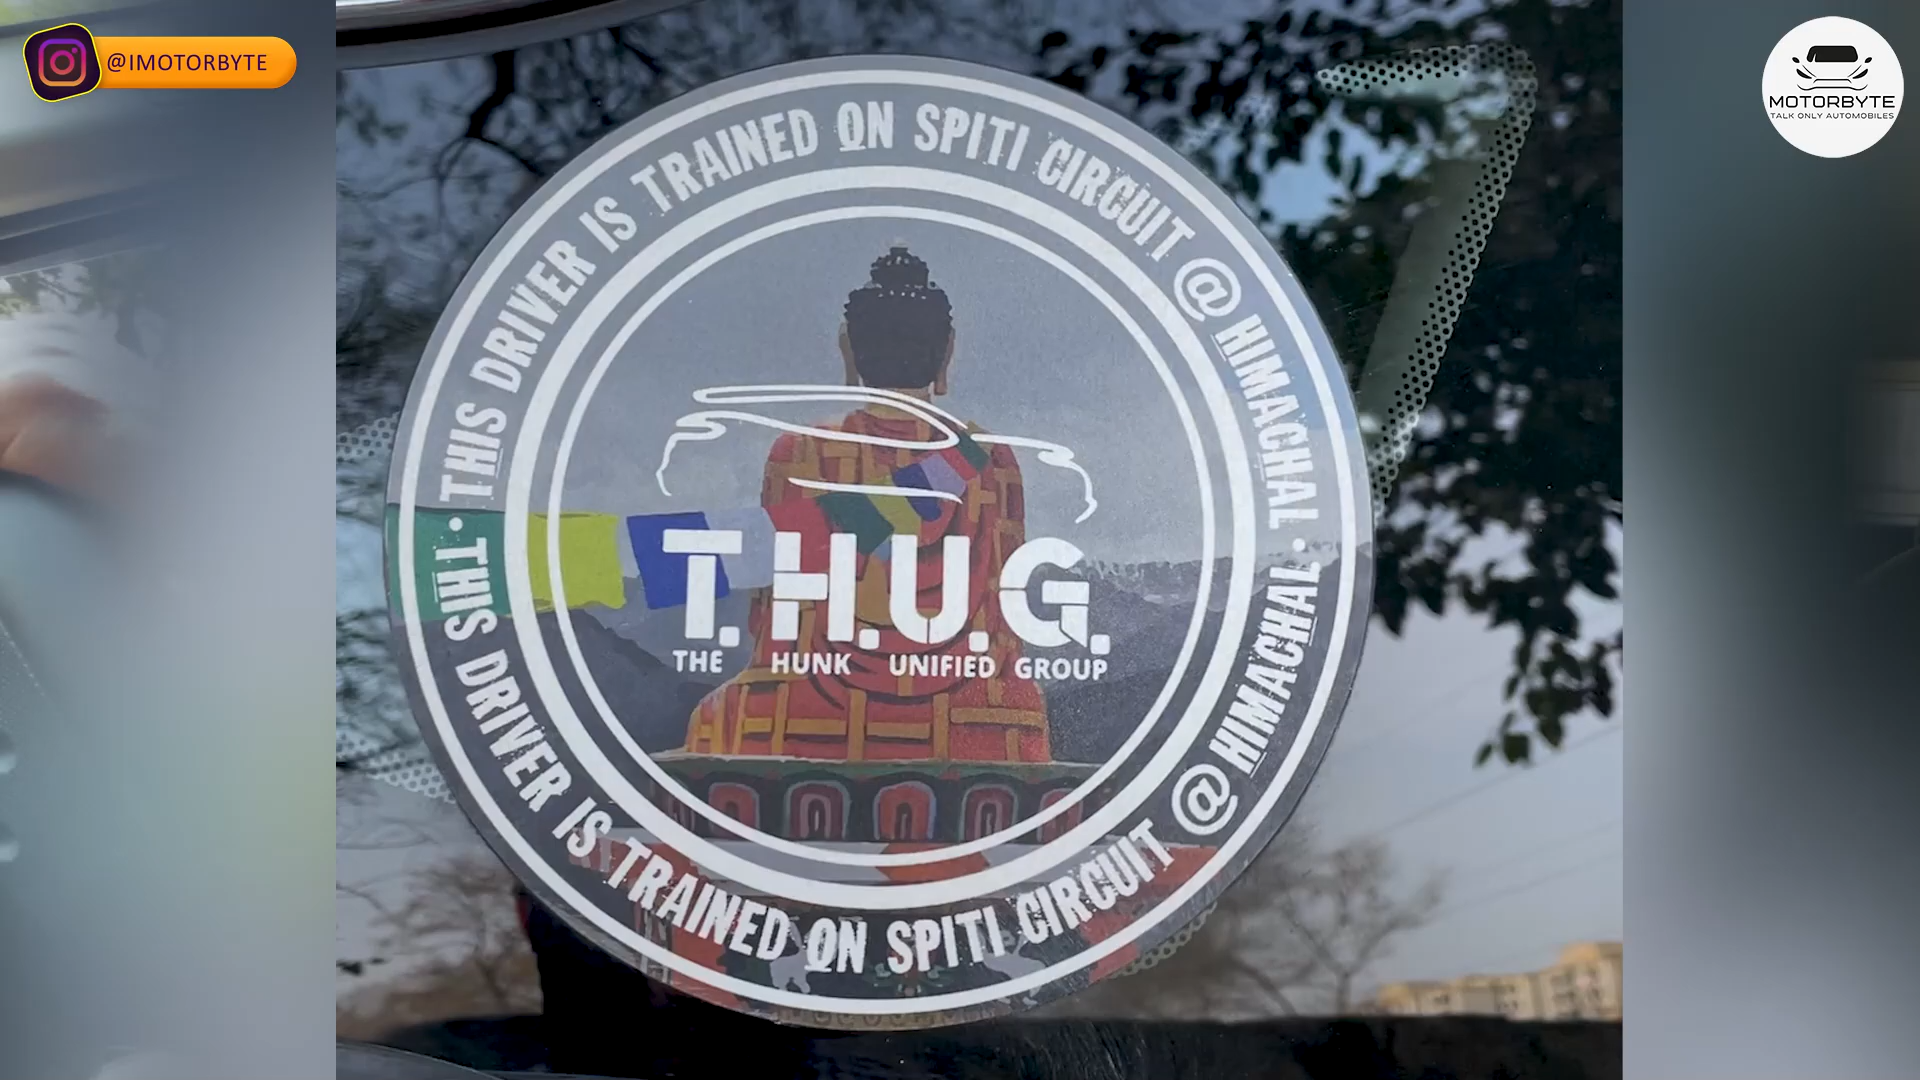 @IMOTORBYTE
MOTORBYTE
TALK ONLY AUTOMOBILES
THIS DRIVER IS TRAINED ON SPITI CIRCUIT @ HIMACHAL
T.H.U.G.
THE HUNK UNIFIED GROUP
THIS DRIVER IS TRAINED ON SPITI CIRCUIT @ HIMACHAL